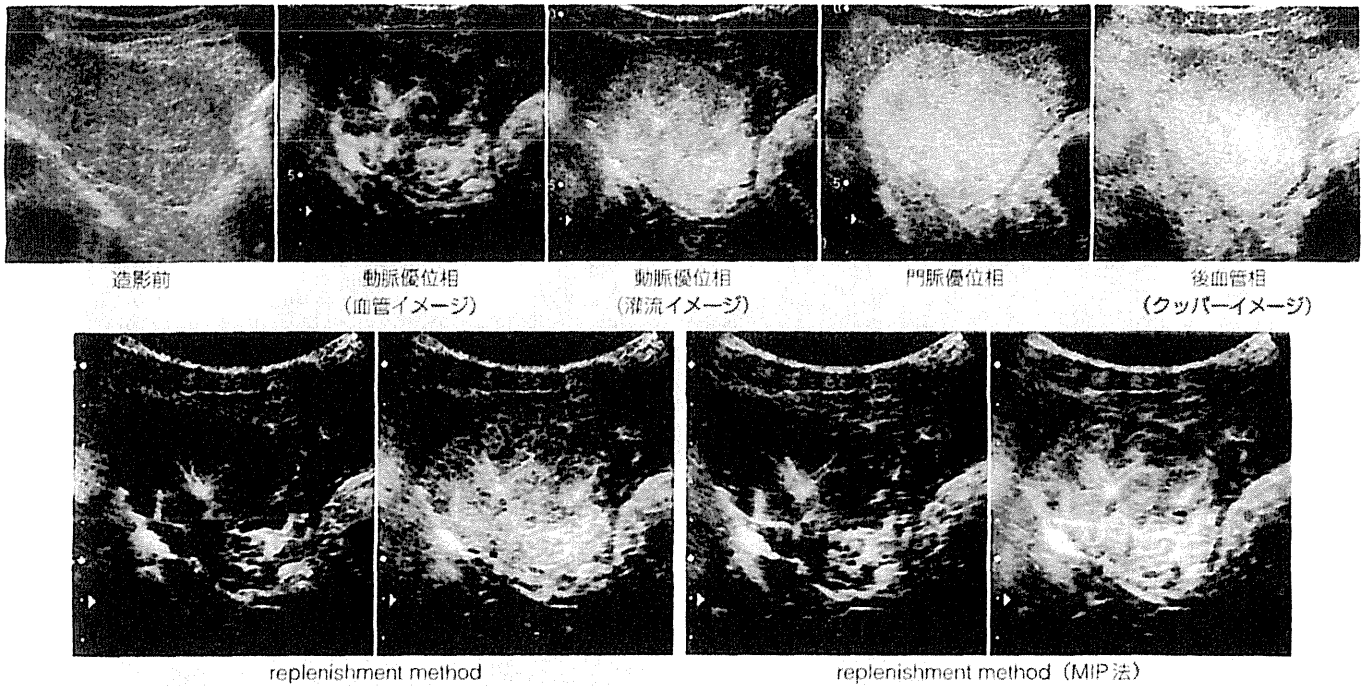 造影前
動脈優位相
(血管イメージ)
動脈優位相
(灌流イメージ)
門脈優位相
後血管相
(クッパーイメージ)
replenishment method
replenishment method (MIP法)